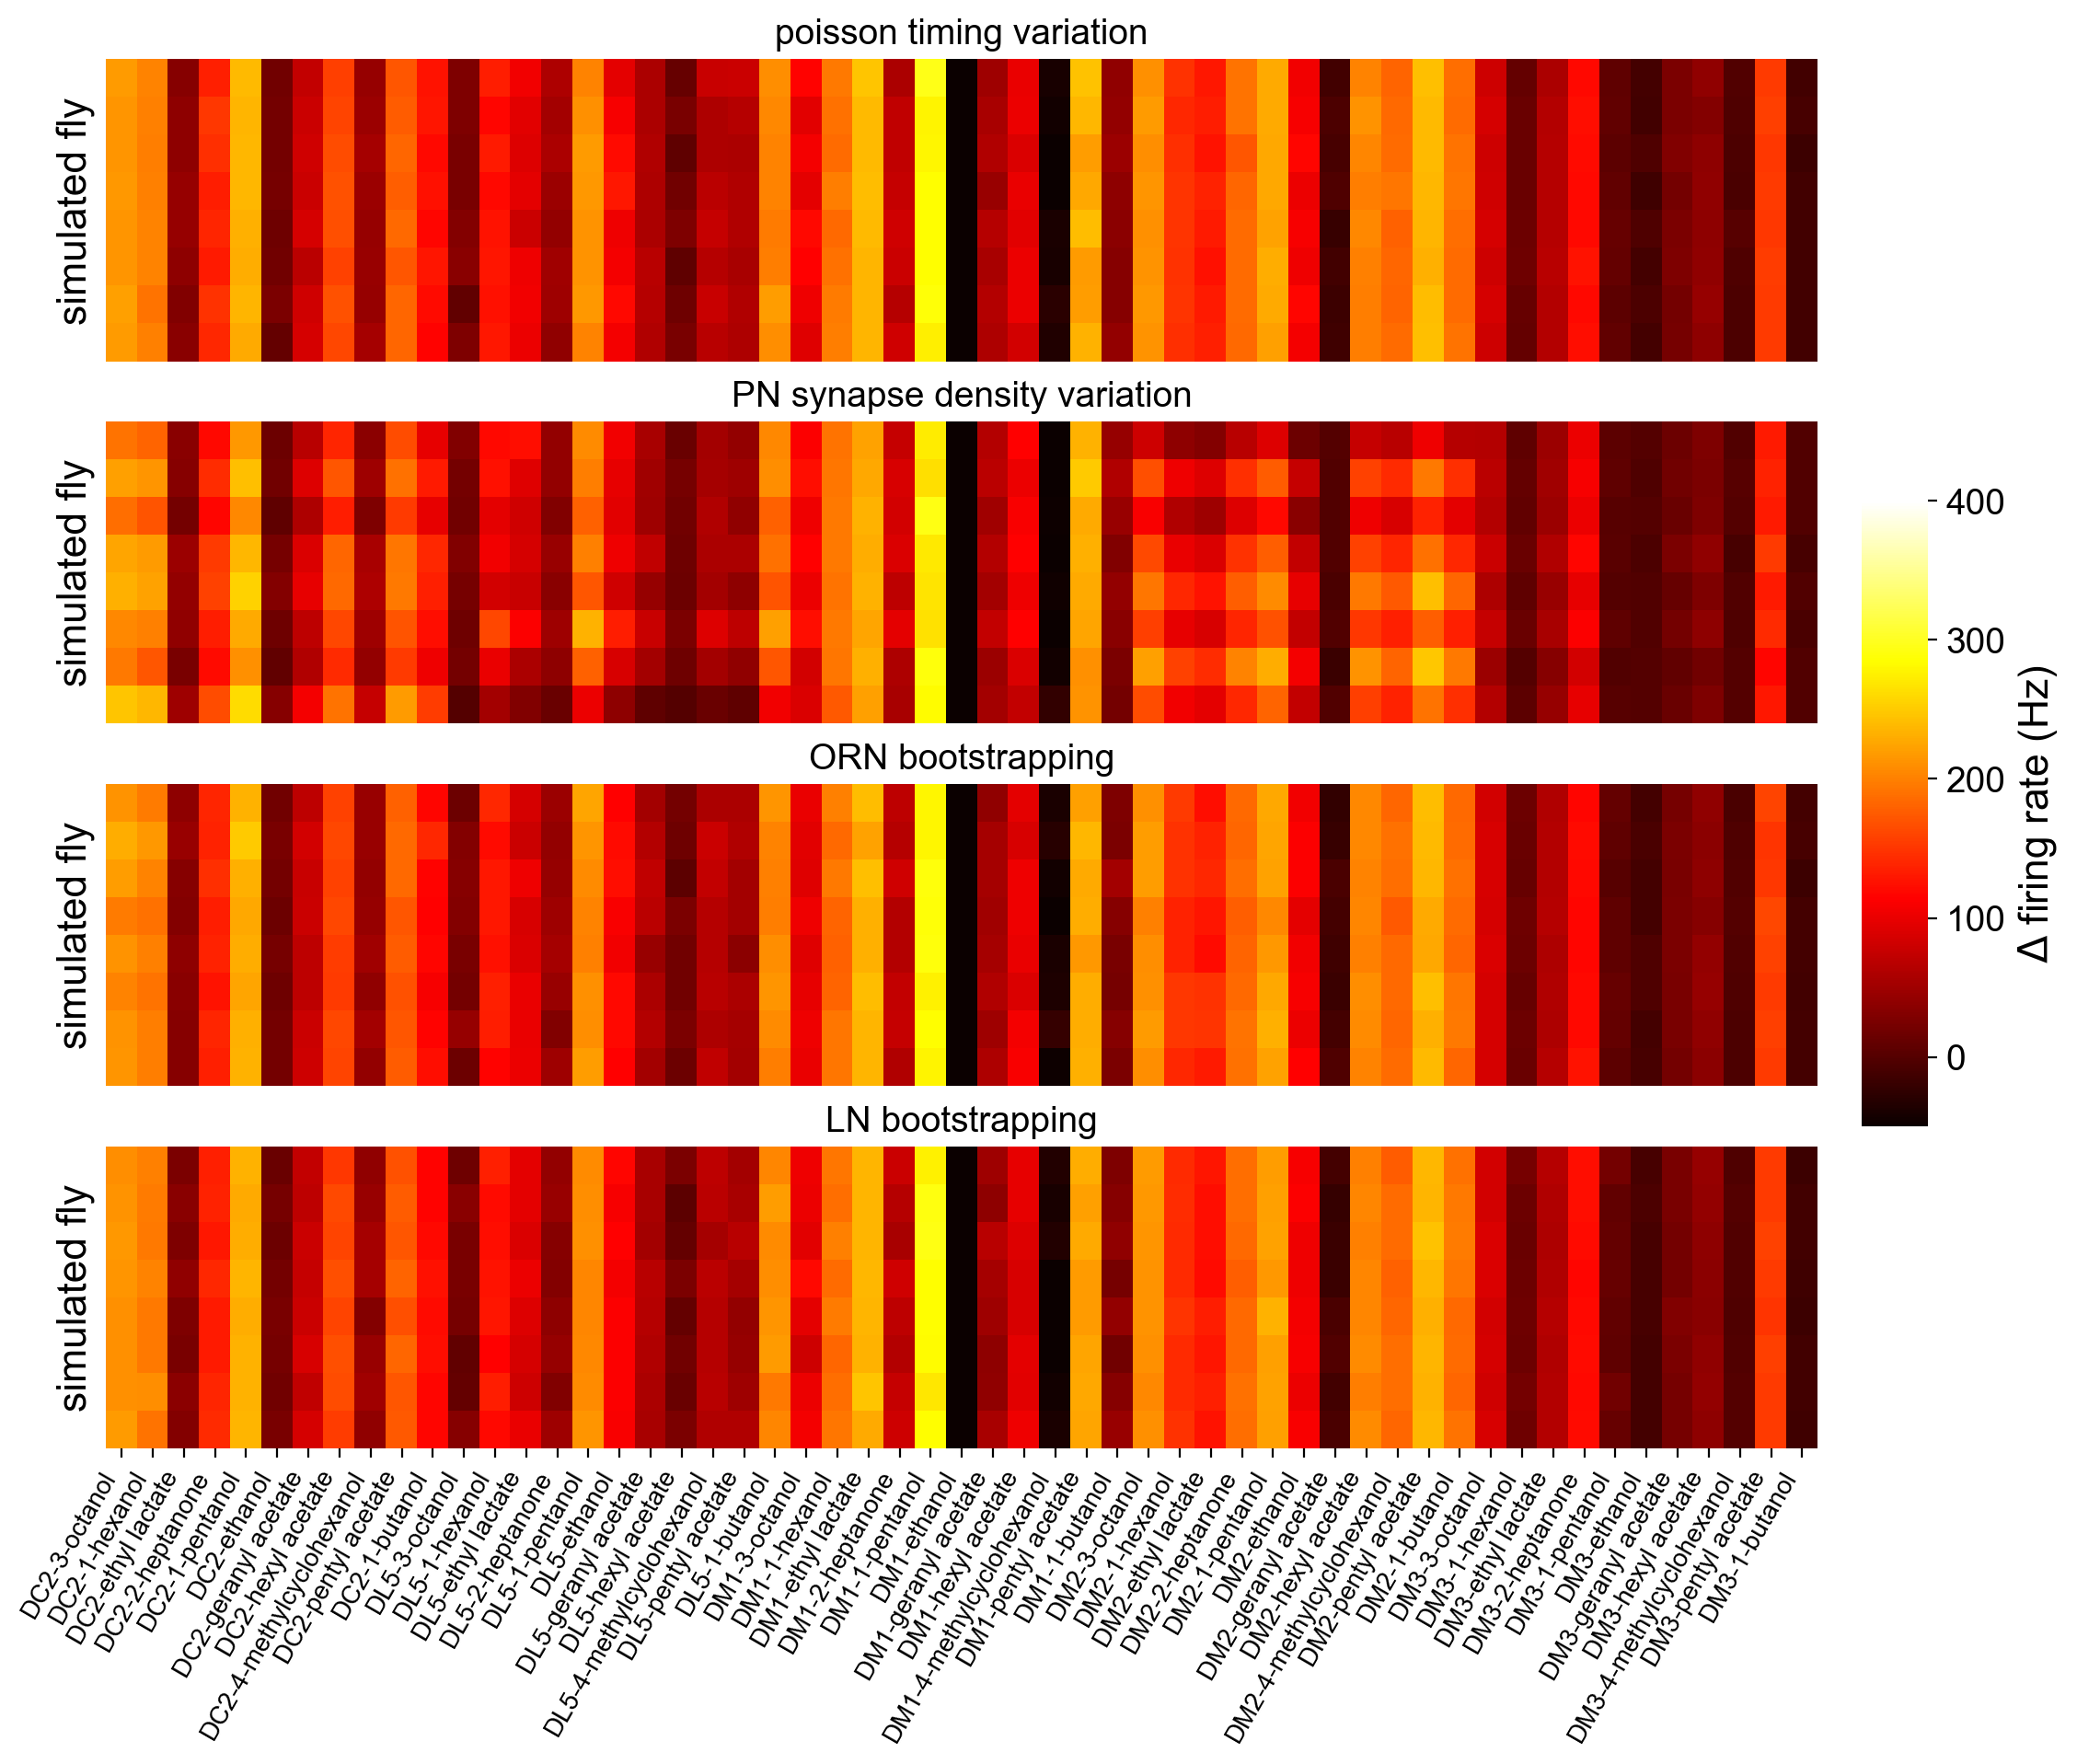 poisson timing variation
simulated fly
PN synapse density variation
simulated fly
ORN bootstrapping
simulated fly
LN bootstrapping
simulated fly
400
300
200
100
0
Δ firing rate (Hz)
DC2-3-octanol
DC2-1-hexanol
DC2-ethyl lactate
DC2-2-heptanone
DC2-1-pentanol
DC2-ethanol
DC2-geranyl acetate
DC2-hexyl acetate
DC2-4-methylcyclohexanol
DC2-pentyl acetate
DC2-1-butanol
DL5-3-octanol
DL5-1-hexanol
DL5-ethyl lactate
DL5-2-heptanone
DL5-1-pentanol
DL5-ethanol
DL5-geranyl acetate
DL5-hexyl acetate
DL5-4-methylcyclohexanol
DL5-pentyl acetate
DL5-1-butanol
DM1-3-octanol
DM1-1-hexanol
DM1-ethyl lactate
DM1-2-heptanone
DM1-1-pentanol
DM1-ethanol
DM1-geranyl acetate
DM1-hexyl acetate
DM1-4-methylcyclohexanol
DM1-pentyl acetate
DM1-1-butanol
DM2-3-octanol
DM2-1-hexanol
DM2-ethyl lactate
DM2-2-heptanone
DM2-1-pentanol
DM2-ethanol
DM2-geranyl acetate
DM2-hexyl acetate
DM2-4-methylcyclohexanol
DM2-pentyl acetate
DM2-1-butanol
DM3-3-octanol
DM3-1-hexanol
DM3-ethyl lactate
DM3-2-heptanone
DM3-1-pentanol
DM3-ethanol
DM3-geranyl acetate
DM3-hexyl acetate
DM3-4-methylcyclohexanol
DM3-pentyl acetate
DM3-1-butanol